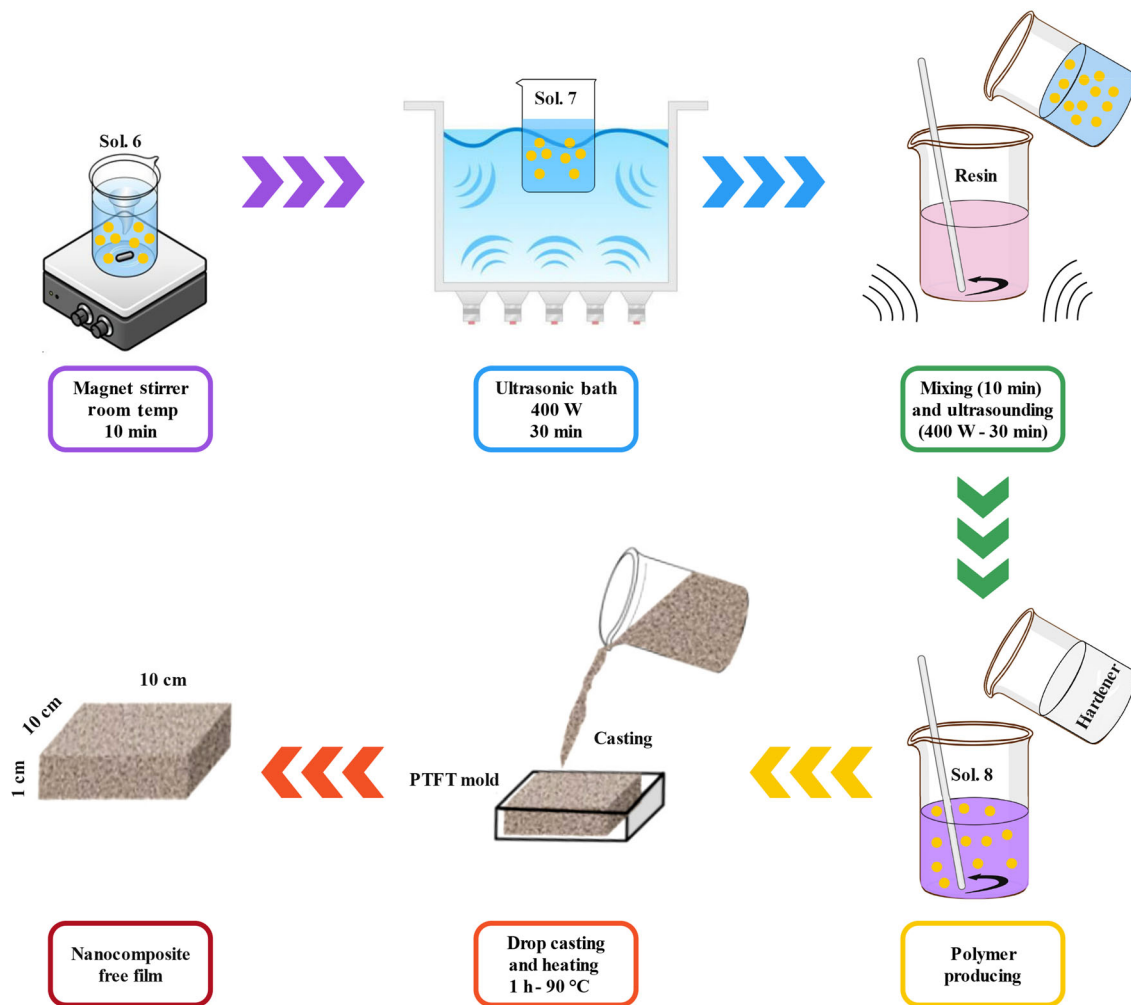 Sol. 6
Magnet stirrer
room temp
10 min
Sol. 7
Ultrasonic bath
400 W
30 min
Resin
Mixing (10 min)
and ultrasounding
(400 W - 30 min)
Hardener
Sol. 8
Polymer
producing
Casting
PTFT mold
Drop casting
and heating
1 h - 90 °C
10 cm
10 cm
1 cm
Nanocomposite
free film